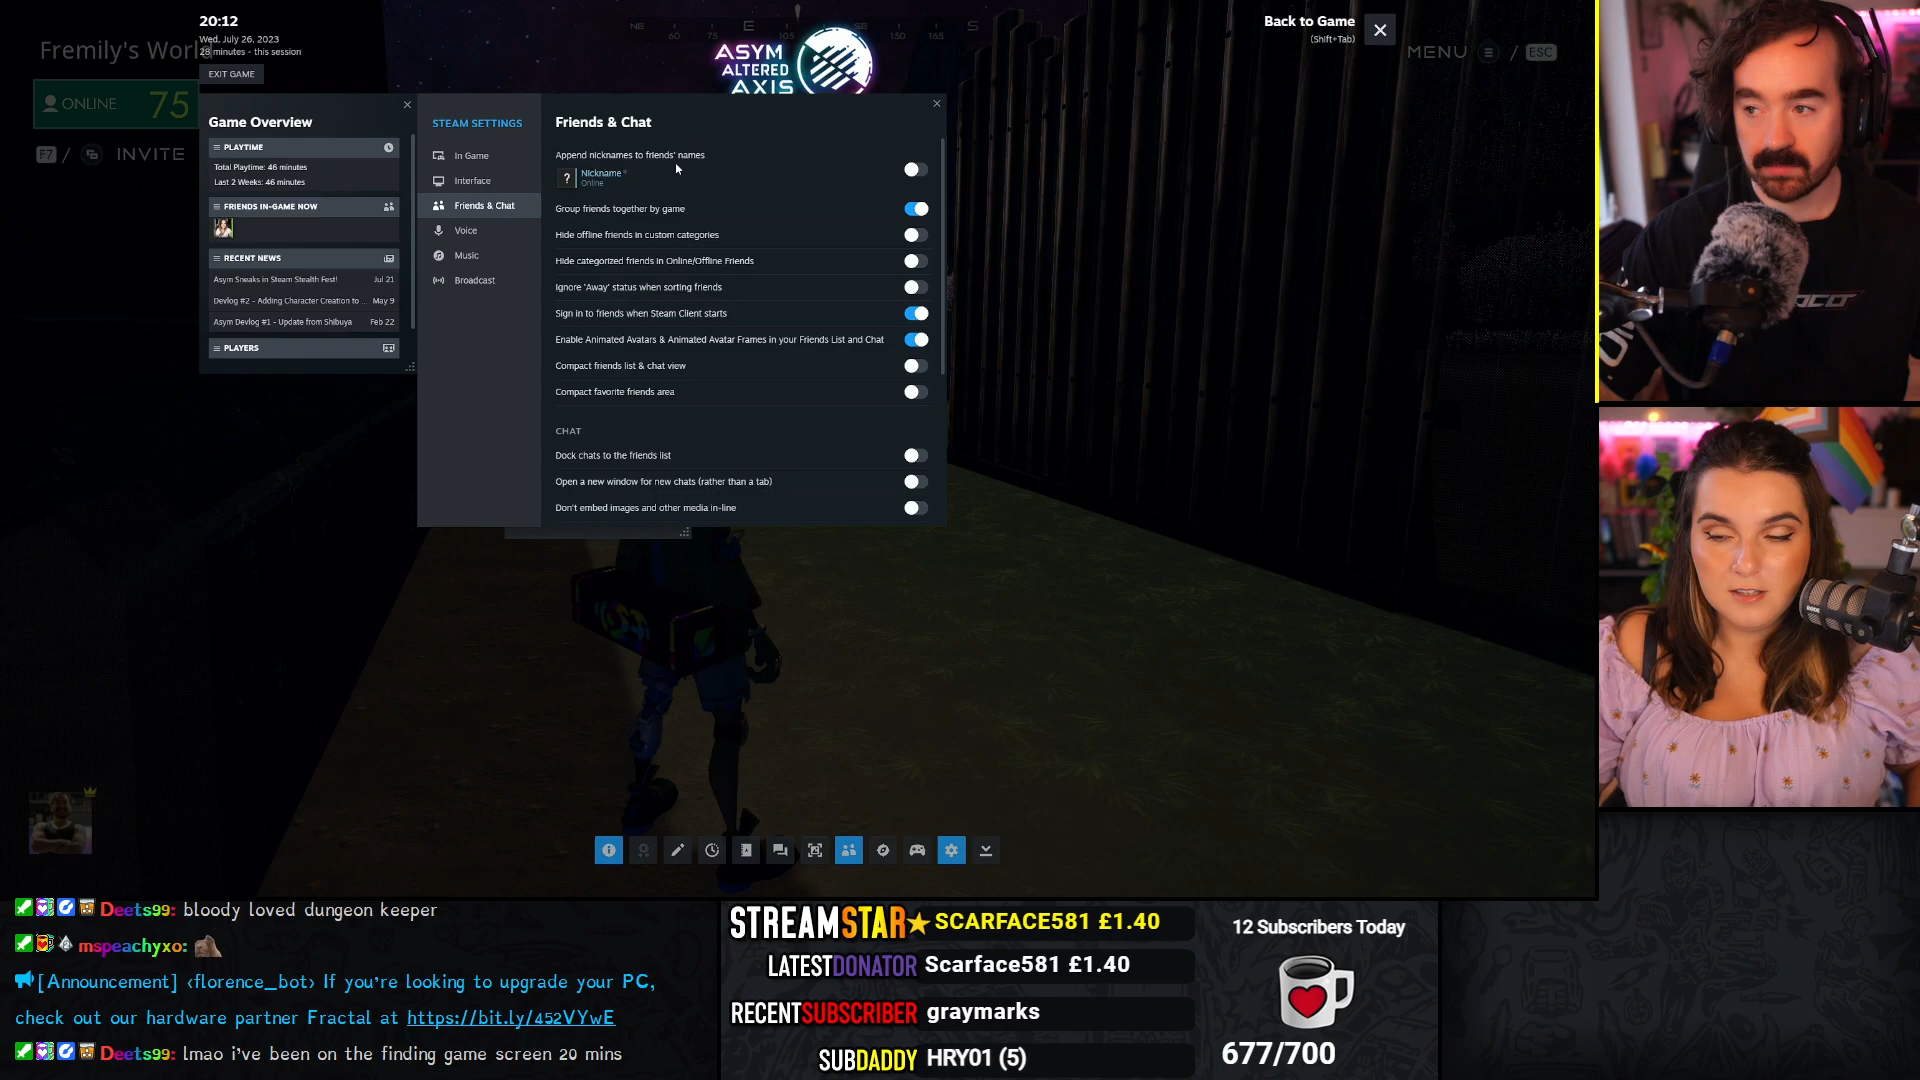 20:12
Wed, July 26, 2023
28 minutes - this session
EXIT GAME
Fremily's World
ONLINE 75
F7 / INVITE
NE E SE S
60 75 105 150 165
ASYM
ALTERED
AXIS
Back to Game
(Shift+Tab)
MENU / ESC
Game Overview
PLAYTIME
Total Playtime: 46 minutes
Last 2 Weeks: 46 minutes
FRIENDS IN-GAME NOW
RECENT NEWS
Asym Sneaks in Steam Stealth Fest! Jul 21
Devlog #2 - Adding Character Creation to ... May 9
Asym Devlog #1 - Update from Shibuya Feb 22
PLAYERS
STEAM SETTINGS
In Game
Interface
Friends & Chat
Voice
Music
Broadcast
Friends & Chat
Append nicknames to friends' names
? Nickname *
Online
Group friends together by game
Hide offline friends in custom categories
Hide categorized friends in Online/Offline Friends
Ignore 'Away' status when sorting friends
Sign in to friends when Steam Client starts
Enable Animated Avatars & Animated Avatar Frames in your Friends List and Chat
Compact friends list & chat view
Compact favorite friends area
CHAT
Dock chats to the friends list
Open a new window for new chats (rather than a tab)
Don't embed images and other media in-line
RODE
Deets99: bloody loved dungeon keeper
mspeachyxo:
[Announcement] <florence_bot> If you're looking to upgrade your PC,
check out our hardware partner Fractal at https://bit.ly/452VYwE
Deets99: lmao i've been on the finding game screen 20 mins
STREAMSTAR★ SCARFACE581 £1.40
LATESTDONATOR Scarface581 £1.40
RECENTSUBSCRIBER graymarks
SUBDADDY HRY01 (5)
12 Subscribers Today
677/700